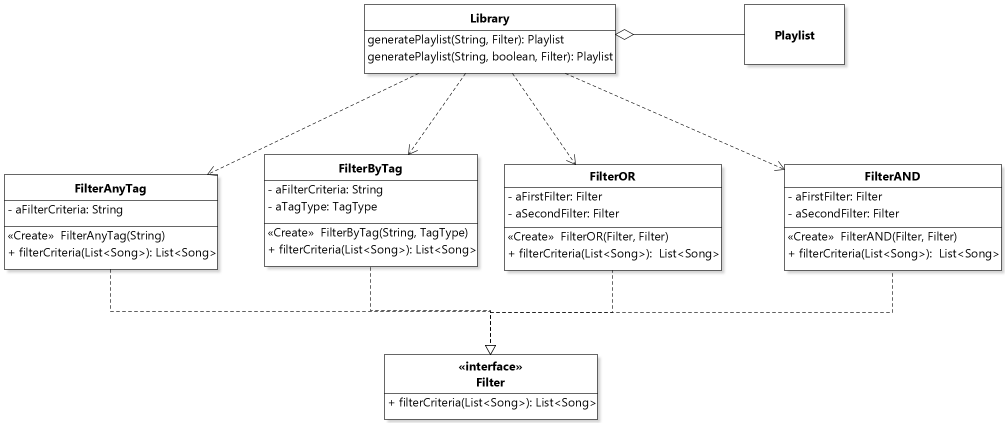 Library
generatePlaylist(String, Filter): Playlist
generatePlaylist(String, boolean, Filter): Playlist
Playlist
FilterAnyTag
- aFilterCriteria: String
«Create»  FilterAnyTag(String)
+ filterCriteria(List<Song>): List<Song>
FilterByTag
- aFilterCriteria: String
- aTagType: TagType
«Create»  FilterByTag(String, TagType)
+ filterCriteria(List<Song>): List<Song>
FilterOR
- aFirstFilter: Filter
- aSecondFilter: Filter
«Create»  FilterOR(Filter, Filter)
+ filterCriteria(List<Song>):  List<Song>
FilterAND
- aFirstFilter: Filter
- aSecondFilter: Filter
«Create»  FilterAND(Filter, Filter)
+ filterCriteria(List<Song>):  List<Song>
«interface»
Filter
+ filterCriteria(List<Song>): List<Song>